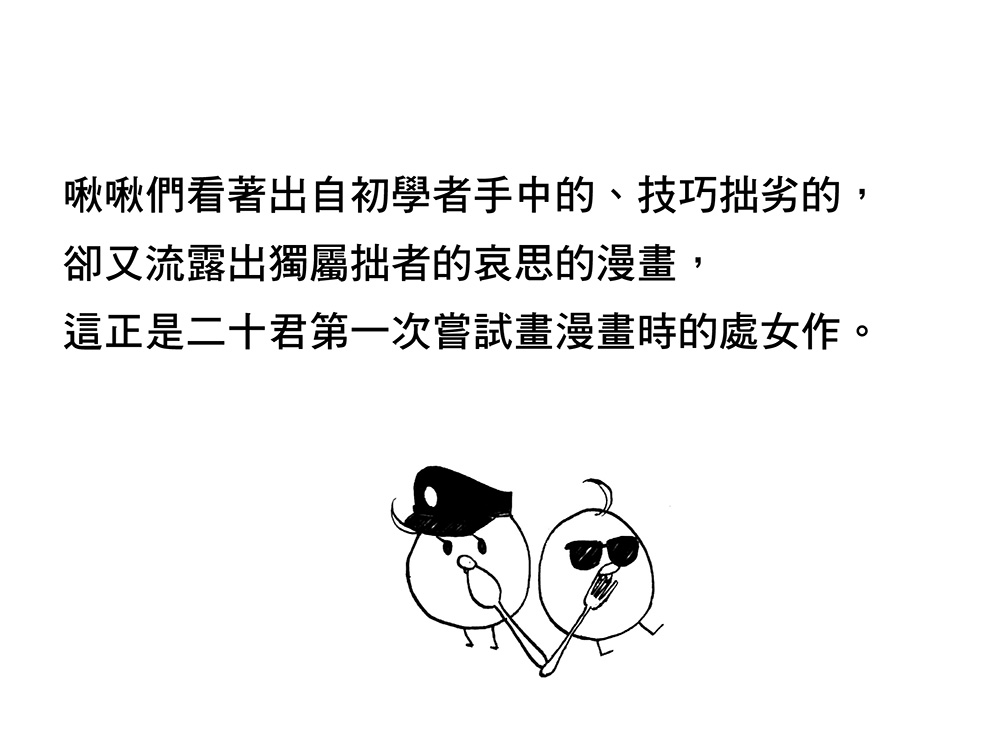 啾啾們看著出自初學者手中的、技巧拙劣的，
卻又流露出獨屬拙者的哀思的漫畫，
這正是二十君第一次嘗試畫漫畫時的處女作。